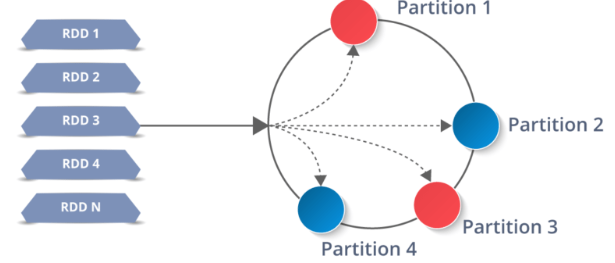 RDD 1
RDD 2
RDD 3
RDD 4
RDD N
Partition 1
Partition 2
Partition 3
Partition 4